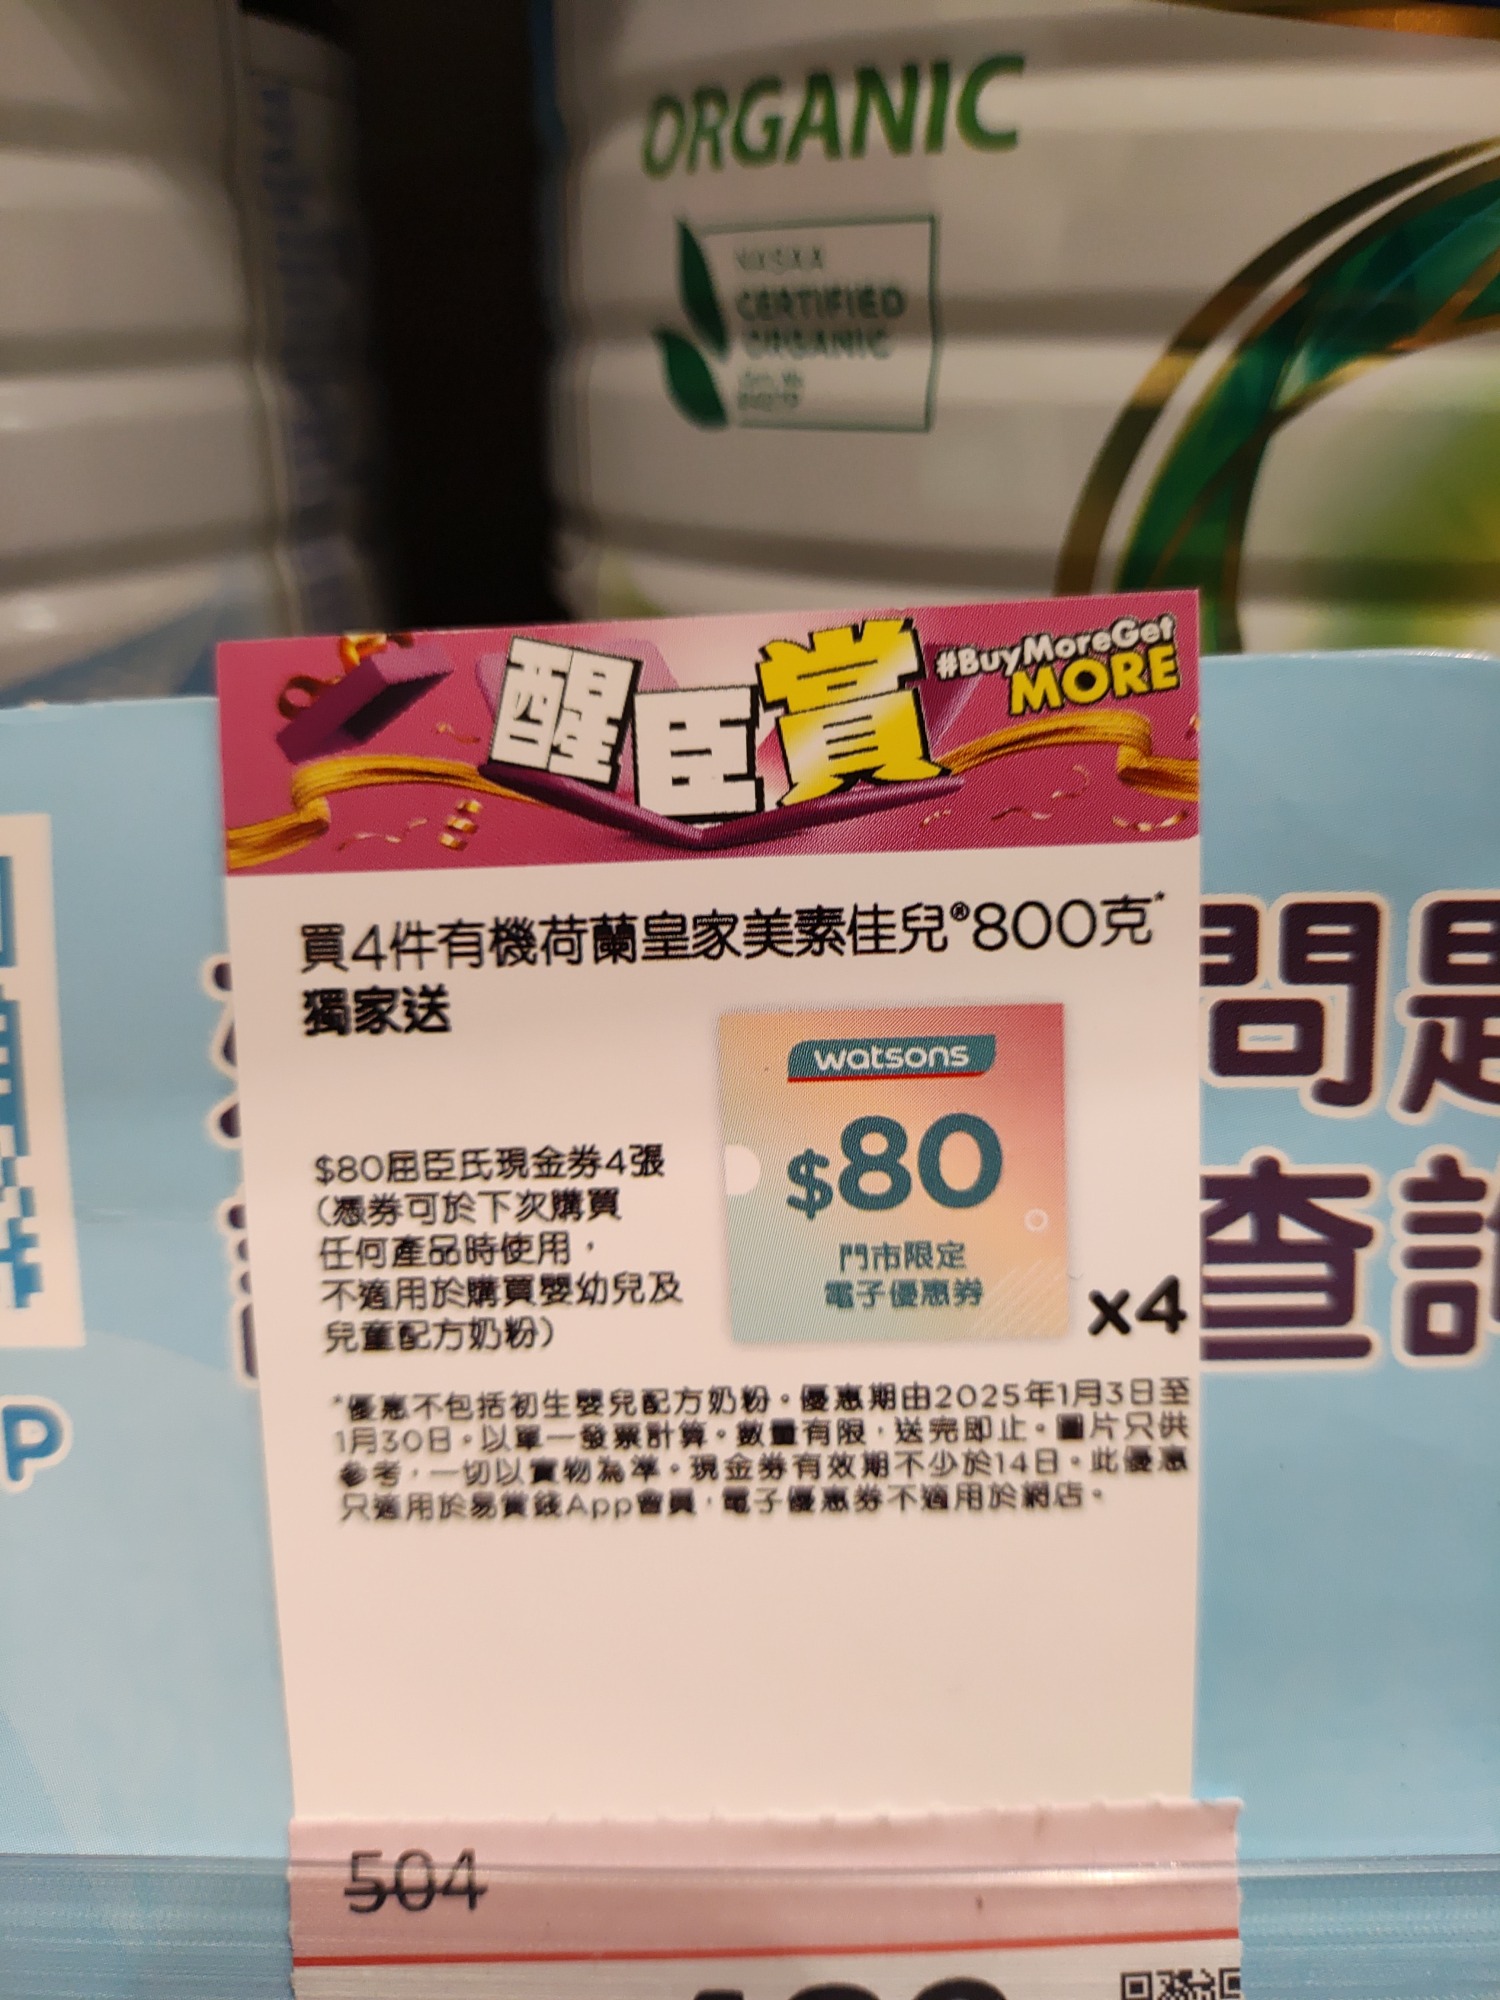 ORGANIC
CERTIFIED
ORGANIC
醒臣賞
#BuyMoreGet
MORE
買4件有機荷蘭皇家美素佳兒®800克*
獨家送
watsons
$80
門市限定
電子優惠券
x4
$80屈臣氏現金券4張
(憑券可於下次購買
任何產品時使用，
不適用於購買嬰幼兒及
兒童配方奶粉)
*優惠不包括初生嬰兒配方奶粉。優惠期由2025年1月3日至
1月30日。以單一發票計算。數量有限，送完即止。圖片只供
參考，一切以實物為準。現金券有效期不少於14日。此優惠
只適用於易賞錢App會員，電子優惠券不適用於網店。
問
查
P
504